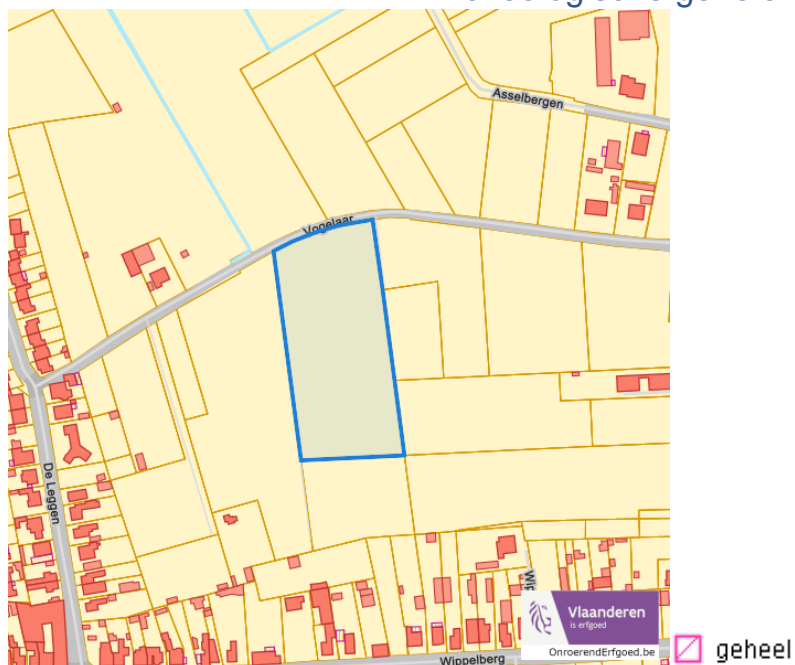 Asselbergen
Vogelaar
De Leggen
Vlaanderen
is erfgoed
OnroerendErfgoed.be
geheel
Wippelberg